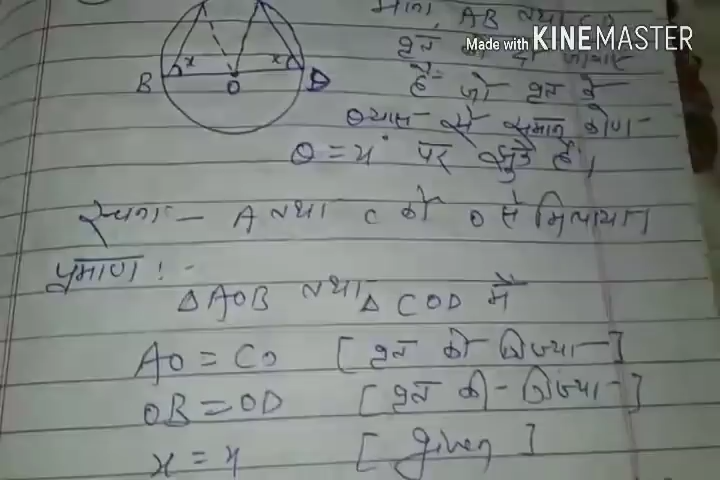 माना, AB तथा CD
Made with KINEMASTER
वृत्त की दो जीवाएं
x x
हैं जो वृत्त के
B O D
व्यास से समान कोण
θ = x° पर झुके हैं।
रचना - A तथा C को O से मिलाया।
प्रमाण :-
△AOB तथा △COD में
AO = CO [ वृत्त की त्रिज्या ]
OB = OD [ वृत्त की त्रिज्या ]
x = x [ given ]